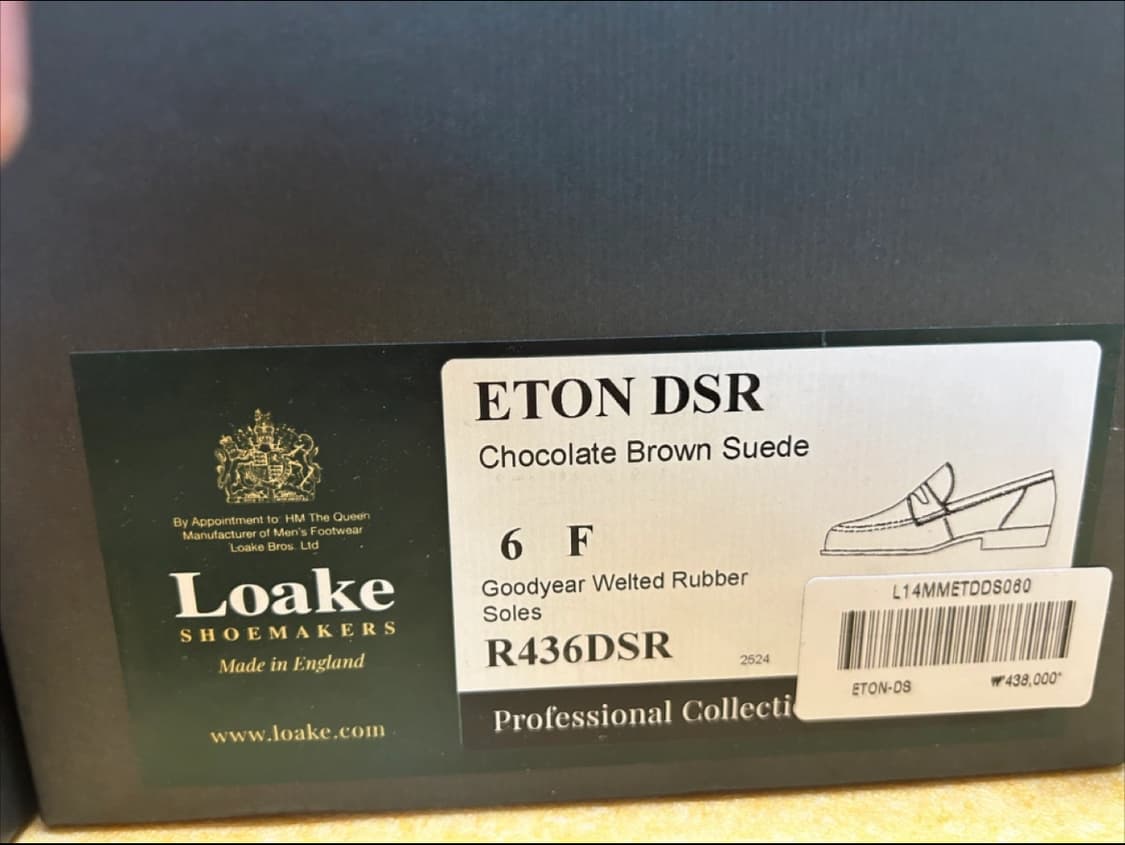 By Appointment to HM The Queen
Manufacturer of Men's Footwear
Loake Bros. Ltd
Loake
SHOEMAKERS
Made in England
www.loake.com
ETON DSR
Chocolate Brown Suede
6 F
Goodyear Welted Rubber
Soles
R436DSR
2524
Professional Collecti
L14MMETDDS060
ETON-DS ₩438,000*